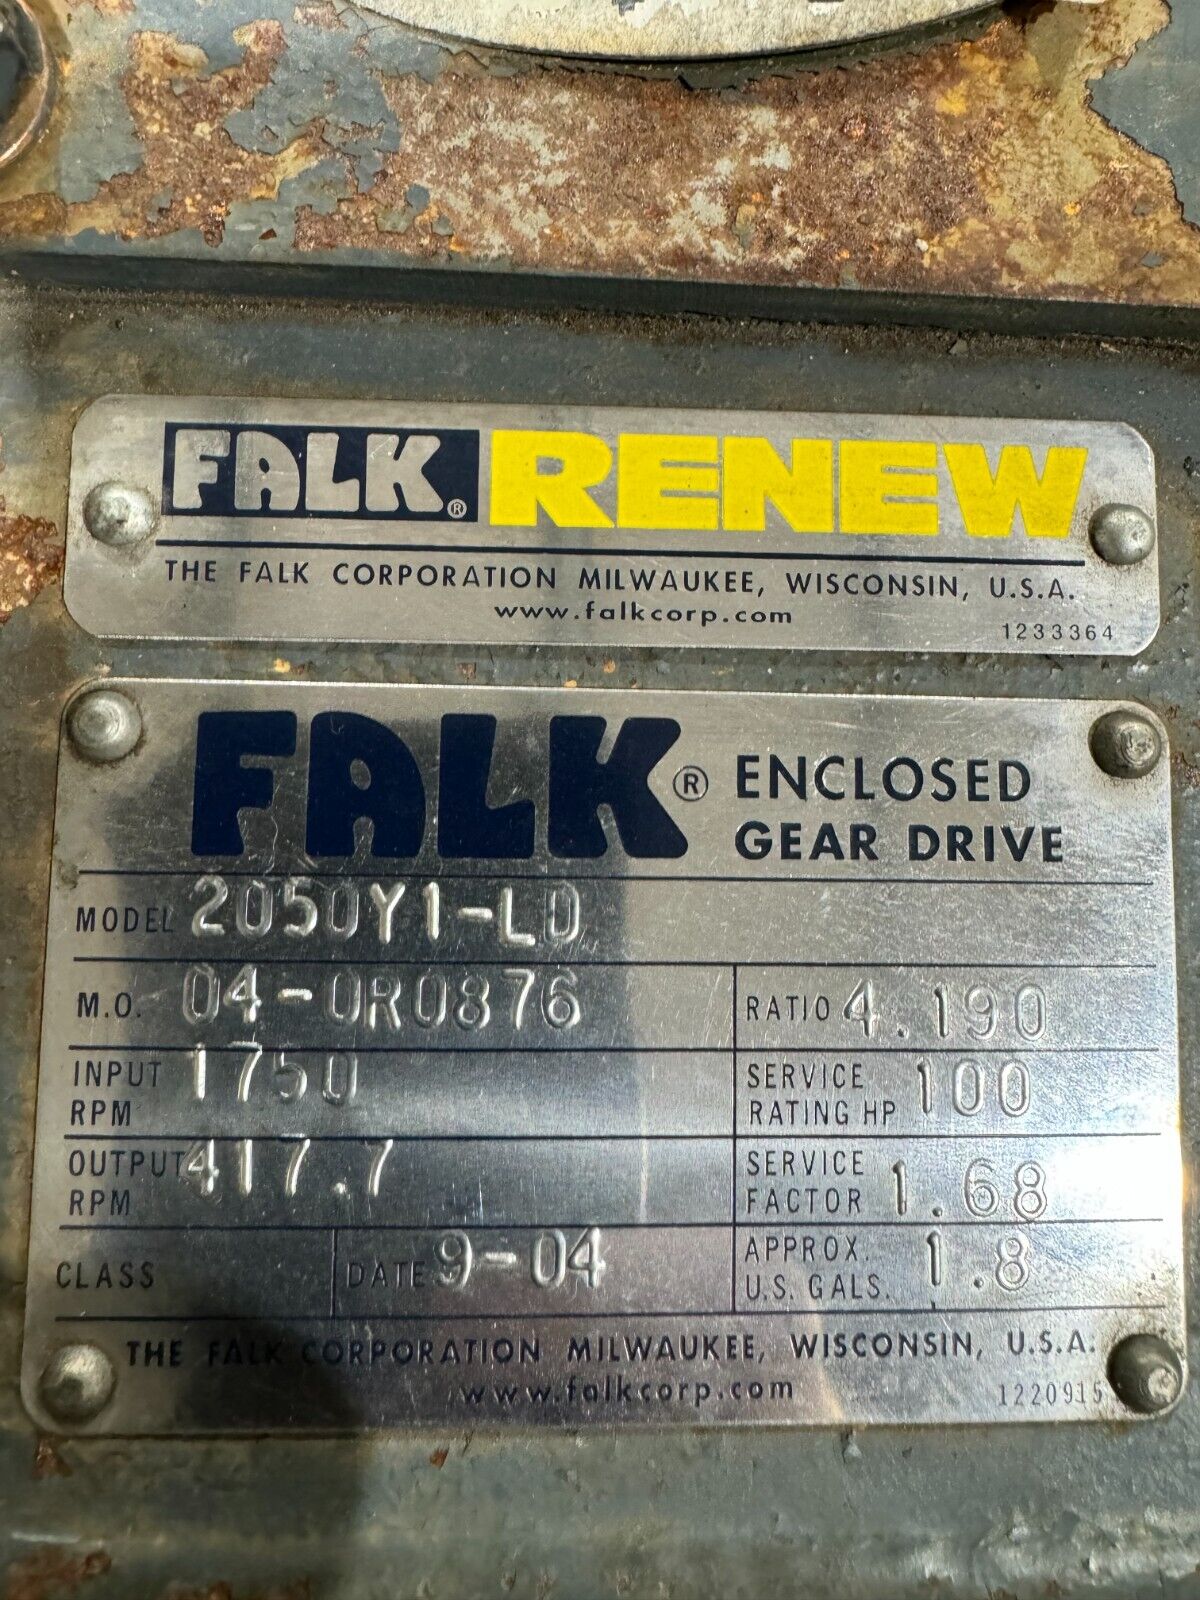 FALK® RENEW
THE FALK CORPORATION MILWAUKEE, WISCONSIN, U.S.A.
www.falkcorp.com
1233364
FALK® ENCLOSED
GEAR DRIVE
MODEL 2050Y1-LD
M.O. 04-0R0876 RATIO 4.190
INPUT RPM 1750 SERVICE RATING HP 100
OUTPUT RPM 417.7 SERVICE FACTOR 1.68
CLASS DATE 9-04 APPROX. U.S. GALS. 1.8
THE FALK CORPORATION MILWAUKEE, WISCONSIN, U.S.A.
www.falkcorp.com
1220915